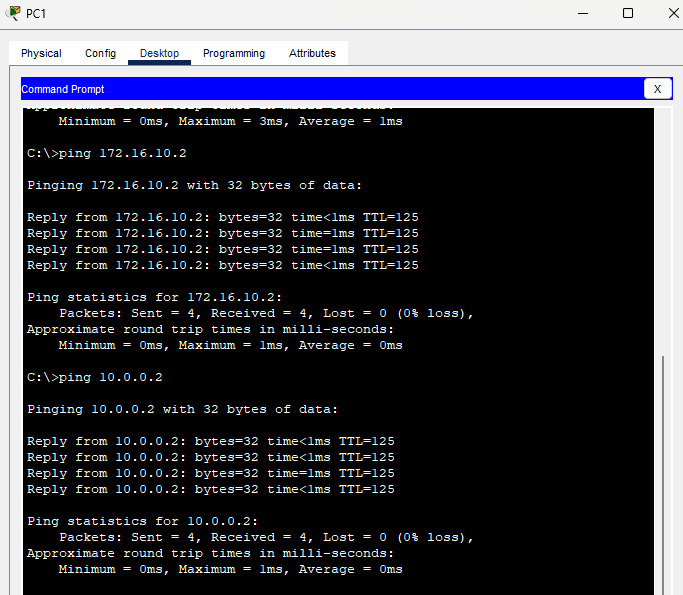 PC1
Physical Config Desktop Programming Attributes
Command Prompt
X
Approximate round trip times in milli-seconds:
Minimum = 0ms, Maximum = 3ms, Average = 1ms
C:\>ping 172.16.10.2
Pinging 172.16.10.2 with 32 bytes of data:
Reply from 172.16.10.2: bytes=32 time<1ms TTL=125
Reply from 172.16.10.2: bytes=32 time=1ms TTL=125
Reply from 172.16.10.2: bytes=32 time=1ms TTL=125
Reply from 172.16.10.2: bytes=32 time<1ms TTL=125
Ping statistics for 172.16.10.2:
Packets: Sent = 4, Received = 4, Lost = 0 (0% loss),
Approximate round trip times in milli-seconds:
Minimum = 0ms, Maximum = 1ms, Average = 0ms
C:\>ping 10.0.0.2
Pinging 10.0.0.2 with 32 bytes of data:
Reply from 10.0.0.2: bytes=32 time<1ms TTL=125
Reply from 10.0.0.2: bytes=32 time<1ms TTL=125
Reply from 10.0.0.2: bytes=32 time=1ms TTL=125
Reply from 10.0.0.2: bytes=32 time<1ms TTL=125
Ping statistics for 10.0.0.2:
Packets: Sent = 4, Received = 4, Lost = 0 (0% loss),
Approximate round trip times in milli-seconds:
Minimum = 0ms, Maximum = 1ms, Average = 0ms